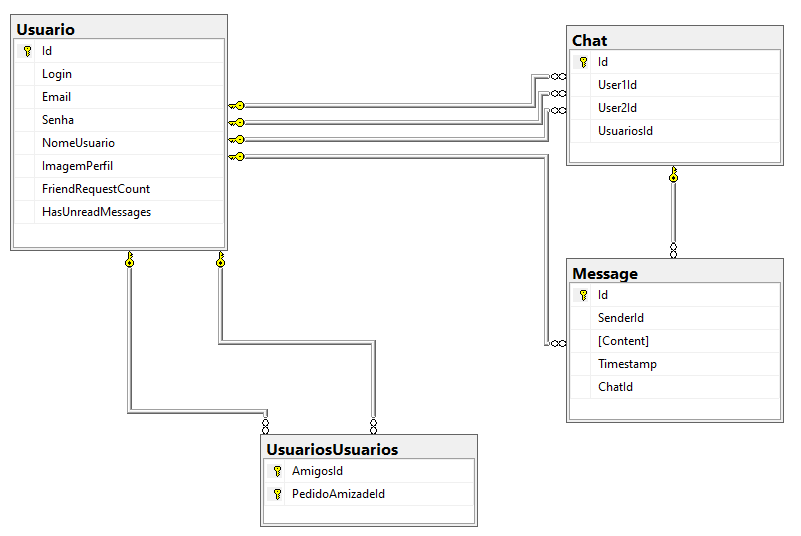 Usuario
Id
Login
Email
Senha
NomeUsuario
ImagemPerfil
FriendRequestCount
HasUnreadMessages
Chat
Id
User1Id
User2Id
UsuariosId
Message
Id
SenderId
[Content]
Timestamp
ChatId
UsuariosUsuarios
AmigosId
PedidoAmizadeId